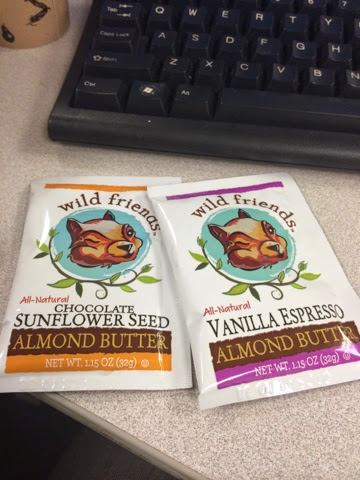 Tab Q W E R T Y U
Caps Lock A S D F G H J
Shift Z X C V B N
Ctrl
wild friends.
All-Natural
CHOCOLATE
SUNFLOWER SEED
ALMOND BUTTER
NET WT. 1.15 OZ (32g)
wild friends.
All-Natural
VANILLA ESPRESSO
ALMOND BUTTER
NET WT. 1.15 OZ (32g)